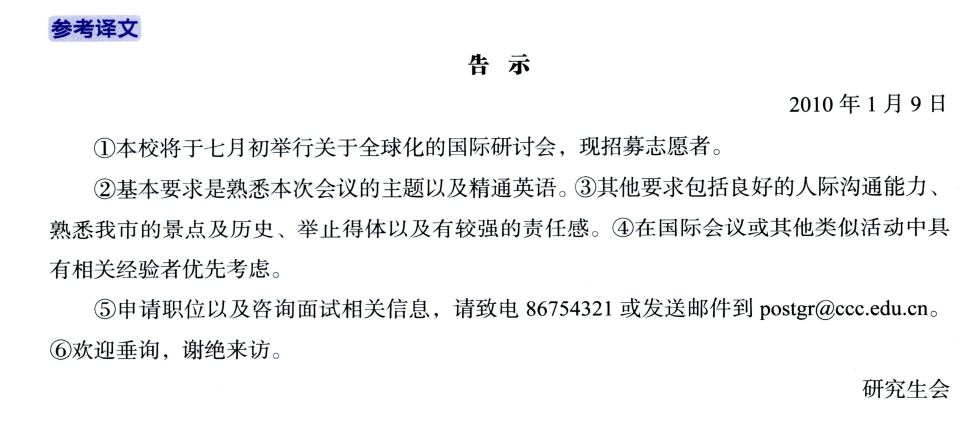 参考译文
告 示
2010 年 1 月 9 日
①本校将于七月初举行关于全球化的国际研讨会，现招募志愿者。
②基本要求是熟悉本次会议的主题以及精通英语。③其他要求包括良好的人际沟通能力、
熟悉我市的景点及历史、举止得体以及有较强的责任感。④在国际会议或其他类似活动中具
有相关经验者优先考虑。
⑤申请职位以及咨询面试相关信息，请致电 86754321 或发送邮件到 postgr@ccc.edu.cn。
⑥欢迎垂询，谢绝来访。
研究生会